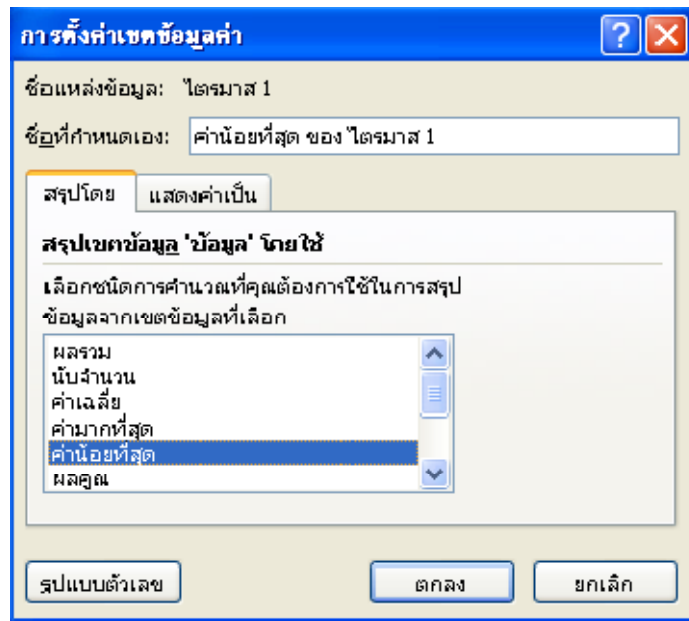 การตั้งค่าเขตข้อมูลค่า
ชื่อแหล่งข้อมูล: ไตรมาส 1
ชื่อที่กำหนดเอง: ค่าน้อยที่สุด ของ ไตรมาส 1
สรุปโดย แสดงค่าเป็น
สรุปเขตข้อมูล 'ข้อมูล' โดยใช้
เลือกชนิดการคำนวณที่คุณต้องการใช้ในการสรุป
ข้อมูลจากเขตข้อมูลที่เลือก
ผลรวม
นับจำนวน
ค่าเฉลี่ย
ค่ามากที่สุด
ค่าน้อยที่สุด
ผลคูณ
รูปแบบตัวเลข ตกลง ยกเลิก